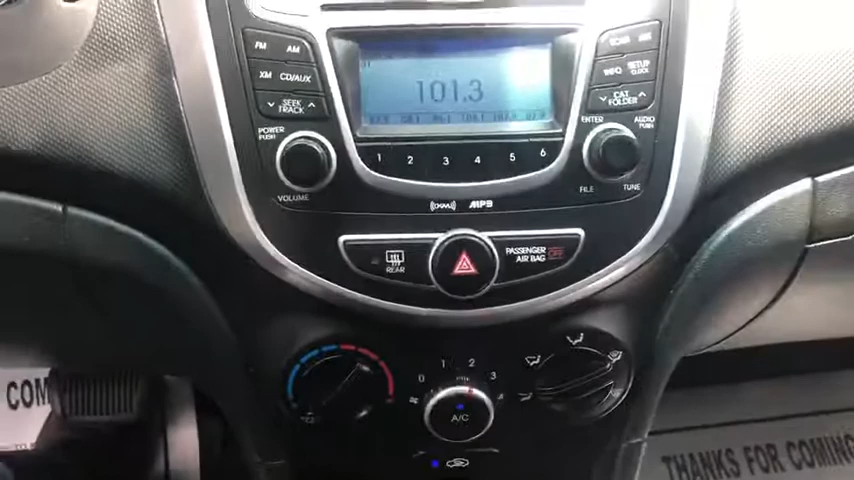 FM AM
SCAN
XM CD/AUX
INFO SETUP
CLOCK
SEEK
TRACK
CAT
FOLDER
101.3
POWER
PUSH
ENTER
AUDIO
PUSH
1 2 3 4 5 6
VOLUME
FILE
TUNE
(((XM))) MP3
REAR
PASSENGER
AIR BAG OFF
0 1 2 3
A/C
COM
THANKS FOR COMING